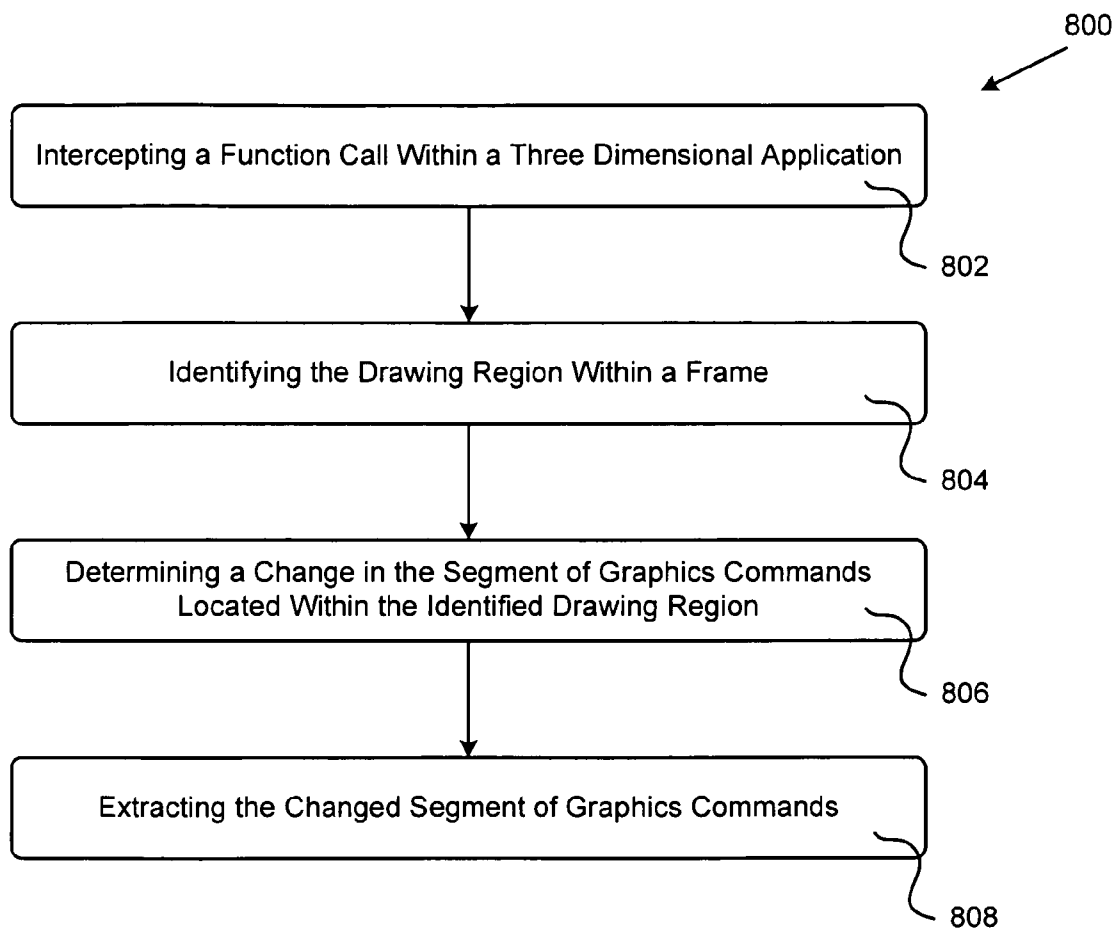 800
Intercepting a Function Call Within a Three Dimensional Application
802
Identifying the Drawing Region Within a Frame
804
Determining a Change in the Segment of Graphics Commands
Located Within the Identified Drawing Region
806
Extracting the Changed Segment of Graphics Commands
808